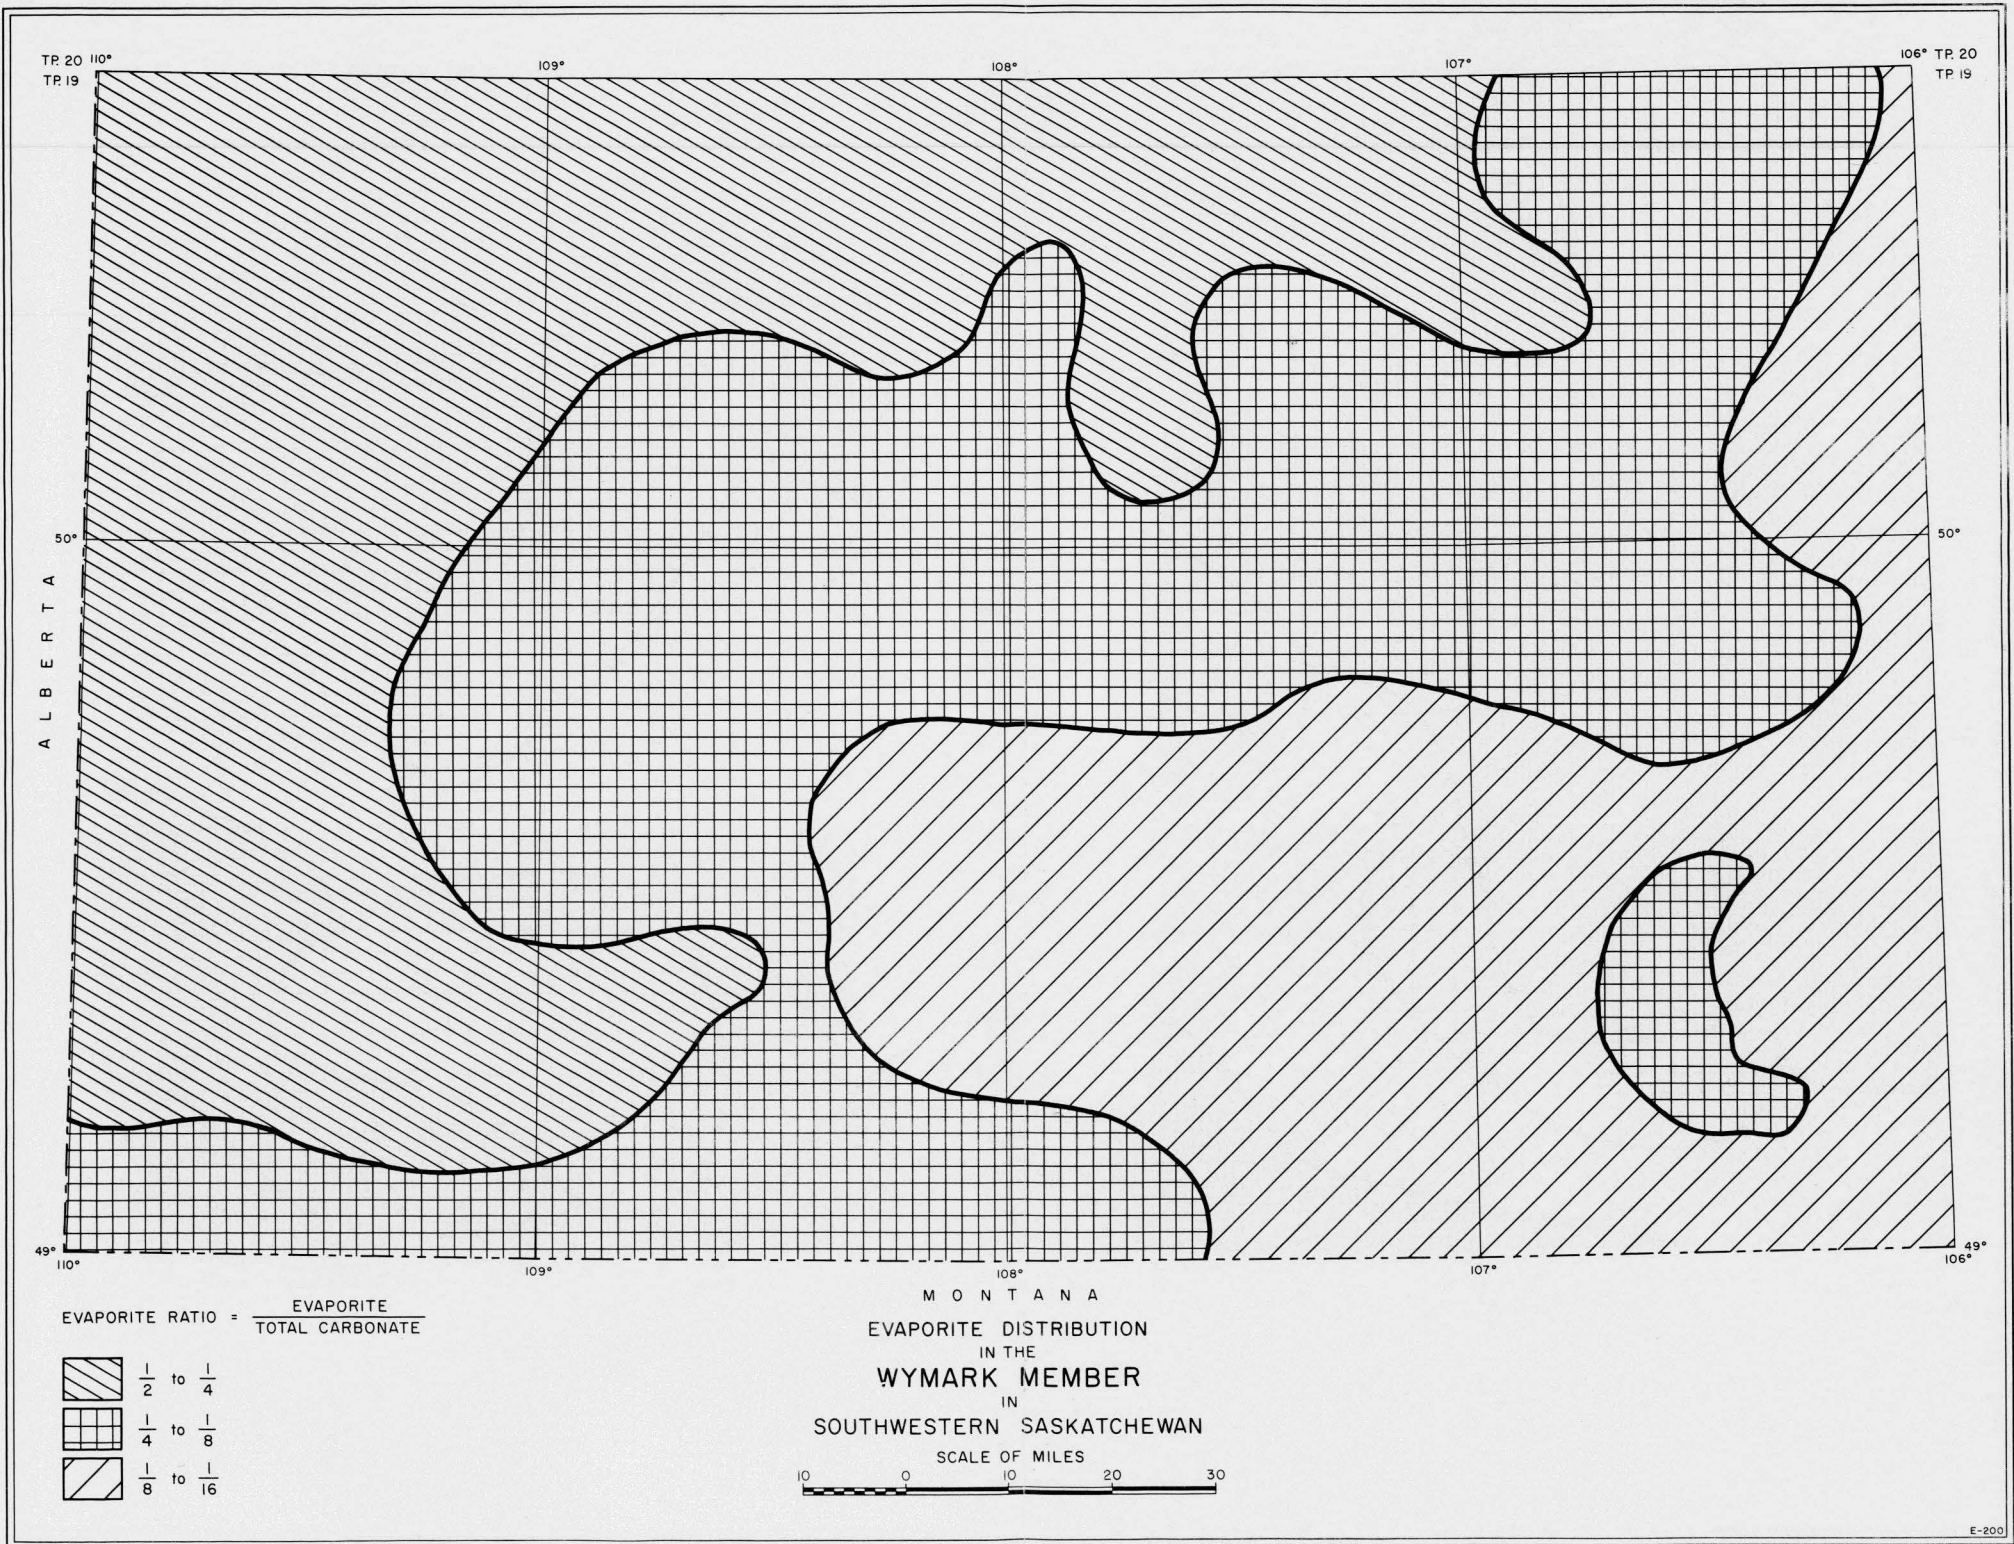 TP. 20 110°
TP. 19
109°
108°
107°
106° TP. 20
TP. 19
50°
50°
ALBERTA
49°
49°
110°
109°
108°
107°
106°
MONTANA
EVAPORITE RATIO = EVAPORITE / TOTAL CARBONATE
1/2 to 1/4
1/4 to 1/8
1/8 to 1/16
EVAPORITE DISTRIBUTION
IN THE
WYMARK MEMBER
IN
SOUTHWESTERN SASKATCHEWAN
SCALE OF MILES
10 0 10 20 30
E-200